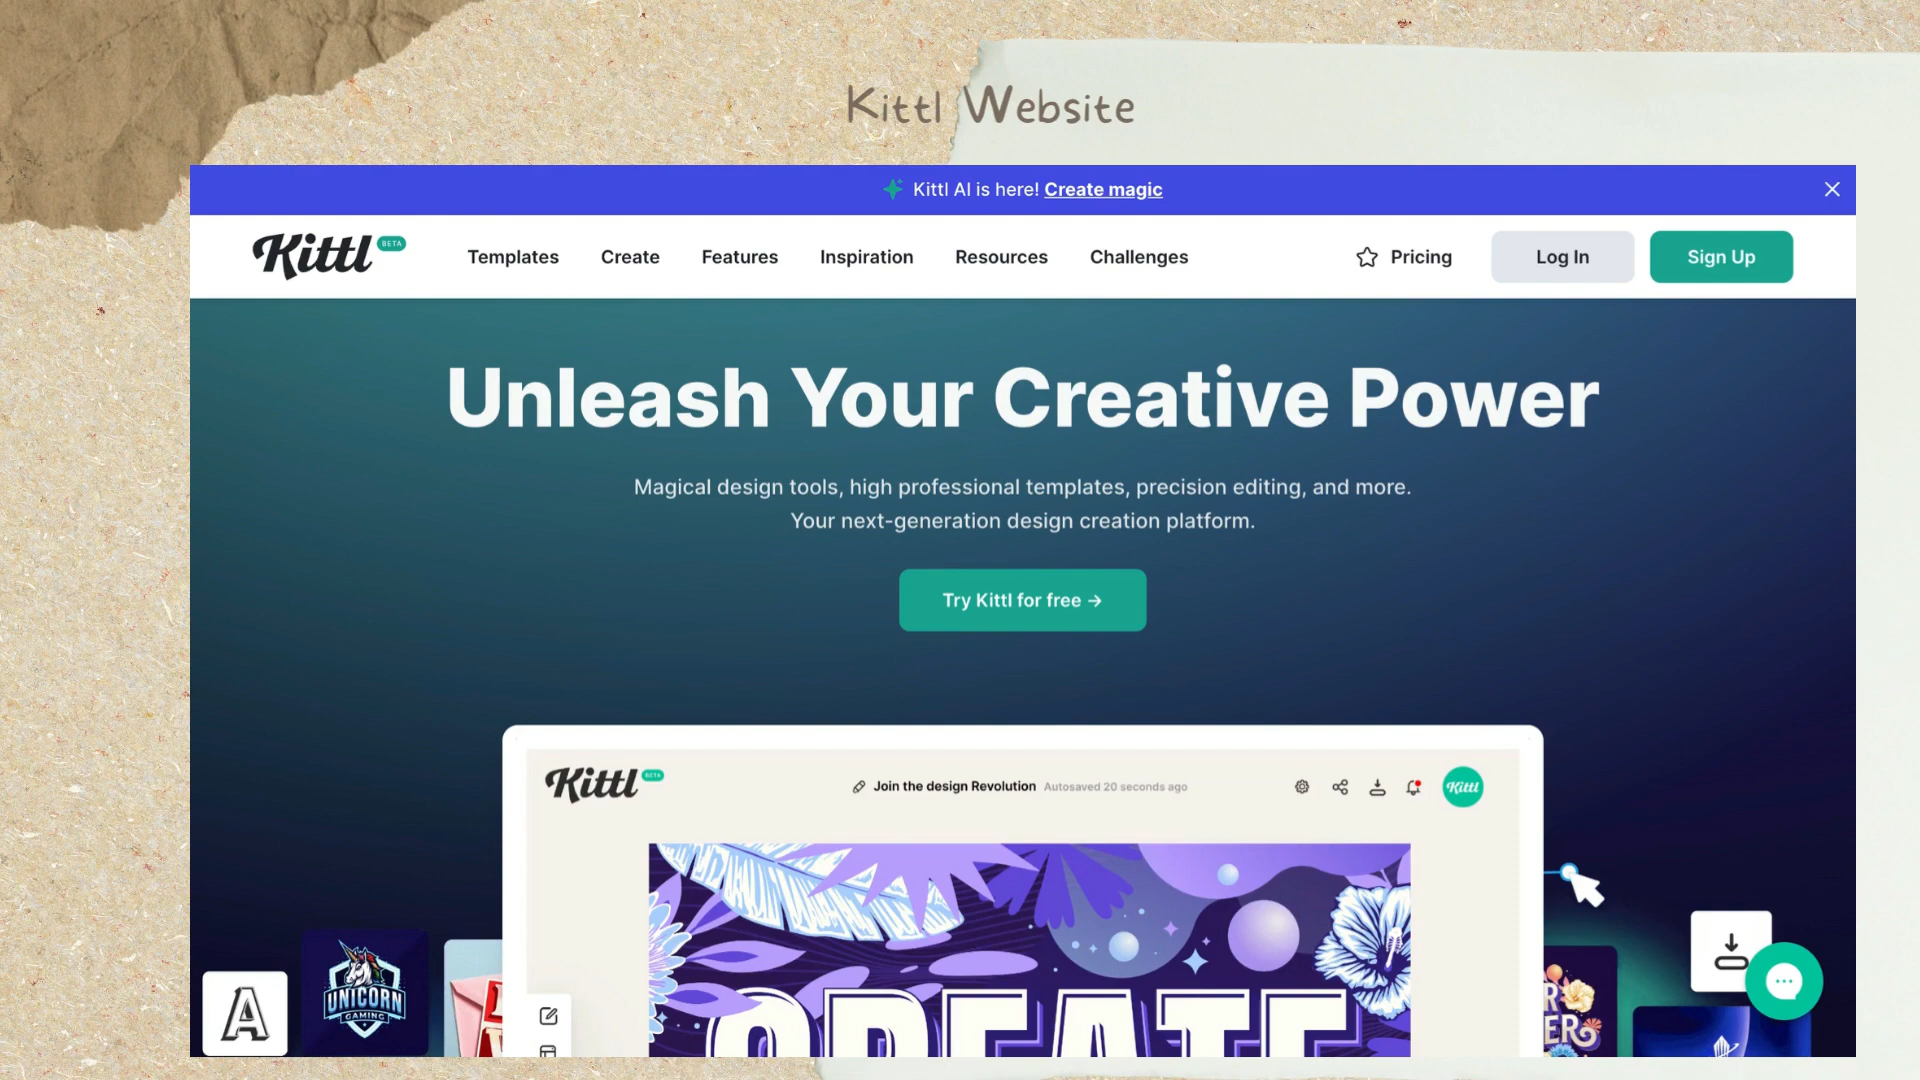 Kittl Website
Kittl AI is here! Create magic
Kittl BETA
Templates Create Features Inspiration Resources Challenges Pricing Log In Sign Up
Unleash Your Creative Power
Magical design tools, high professional templates, precision editing, and more.
Your next-generation design creation platform.
Try Kittl for free →
Kittl BETA
Join the design Revolution Autosaved 20 seconds ago
Kittl
A
UNICORN
GAMING
CREATE